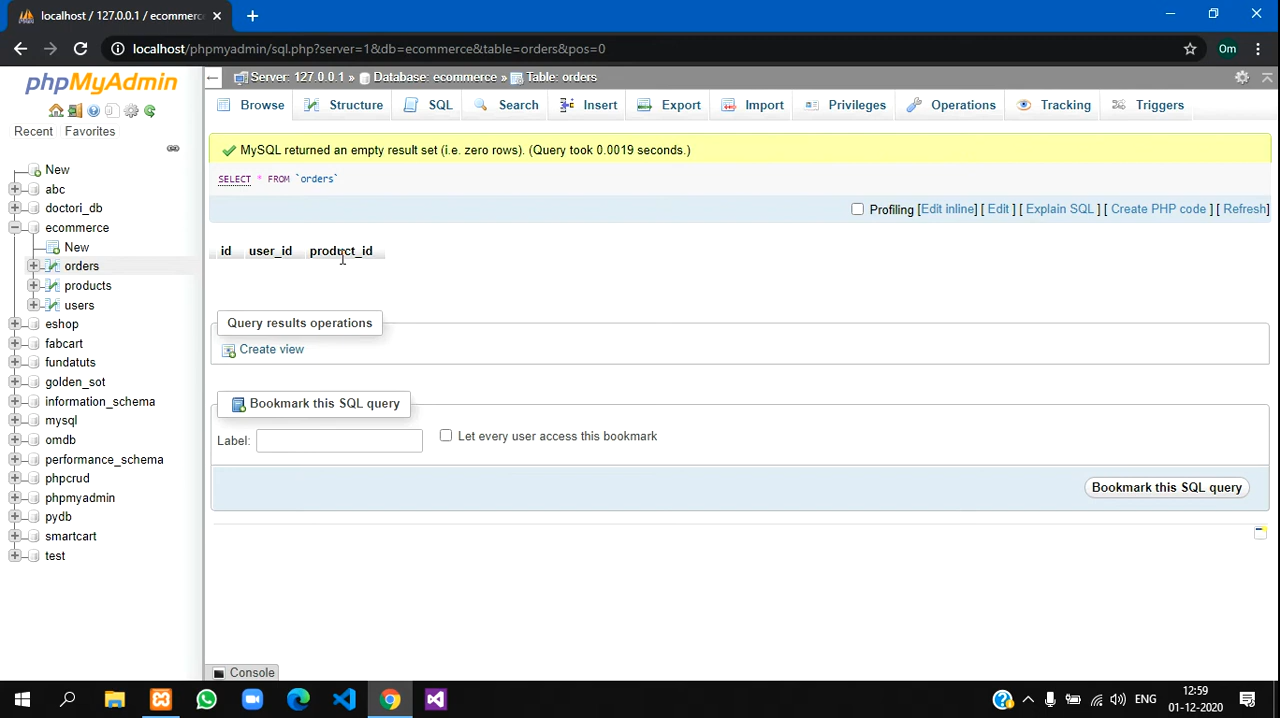 localhost / 127.0.0.1 / ecommerc
localhost/phpmyadmin/sql.php?server=1&db=ecommerce&table=orders&pos=0
Om
phpMyAdmin
Recent Favorites
New
abc
doctori_db
ecommerce
New
orders
products
users
eshop
fabcart
fundatuts
golden_sot
information_schema
mysql
omdb
performance_schema
phpcrud
phpmyadmin
pydb
smartcart
test
Server: 127.0.0.1 » Database: ecommerce » Table: orders
Browse Structure SQL Search Insert Export Import Privileges Operations Tracking Triggers
MySQL returned an empty result set (i.e. zero rows). (Query took 0.0019 seconds.)
SELECT * FROM `orders`
Profiling [Edit inline] [ Edit ] [ Explain SQL ] [ Create PHP code ] [ Refresh]
id user_id product_id
Query results operations
Create view
Bookmark this SQL query
Label: Let every user access this bookmark
Bookmark this SQL query
Console
ENG
12:59
01-12-2020